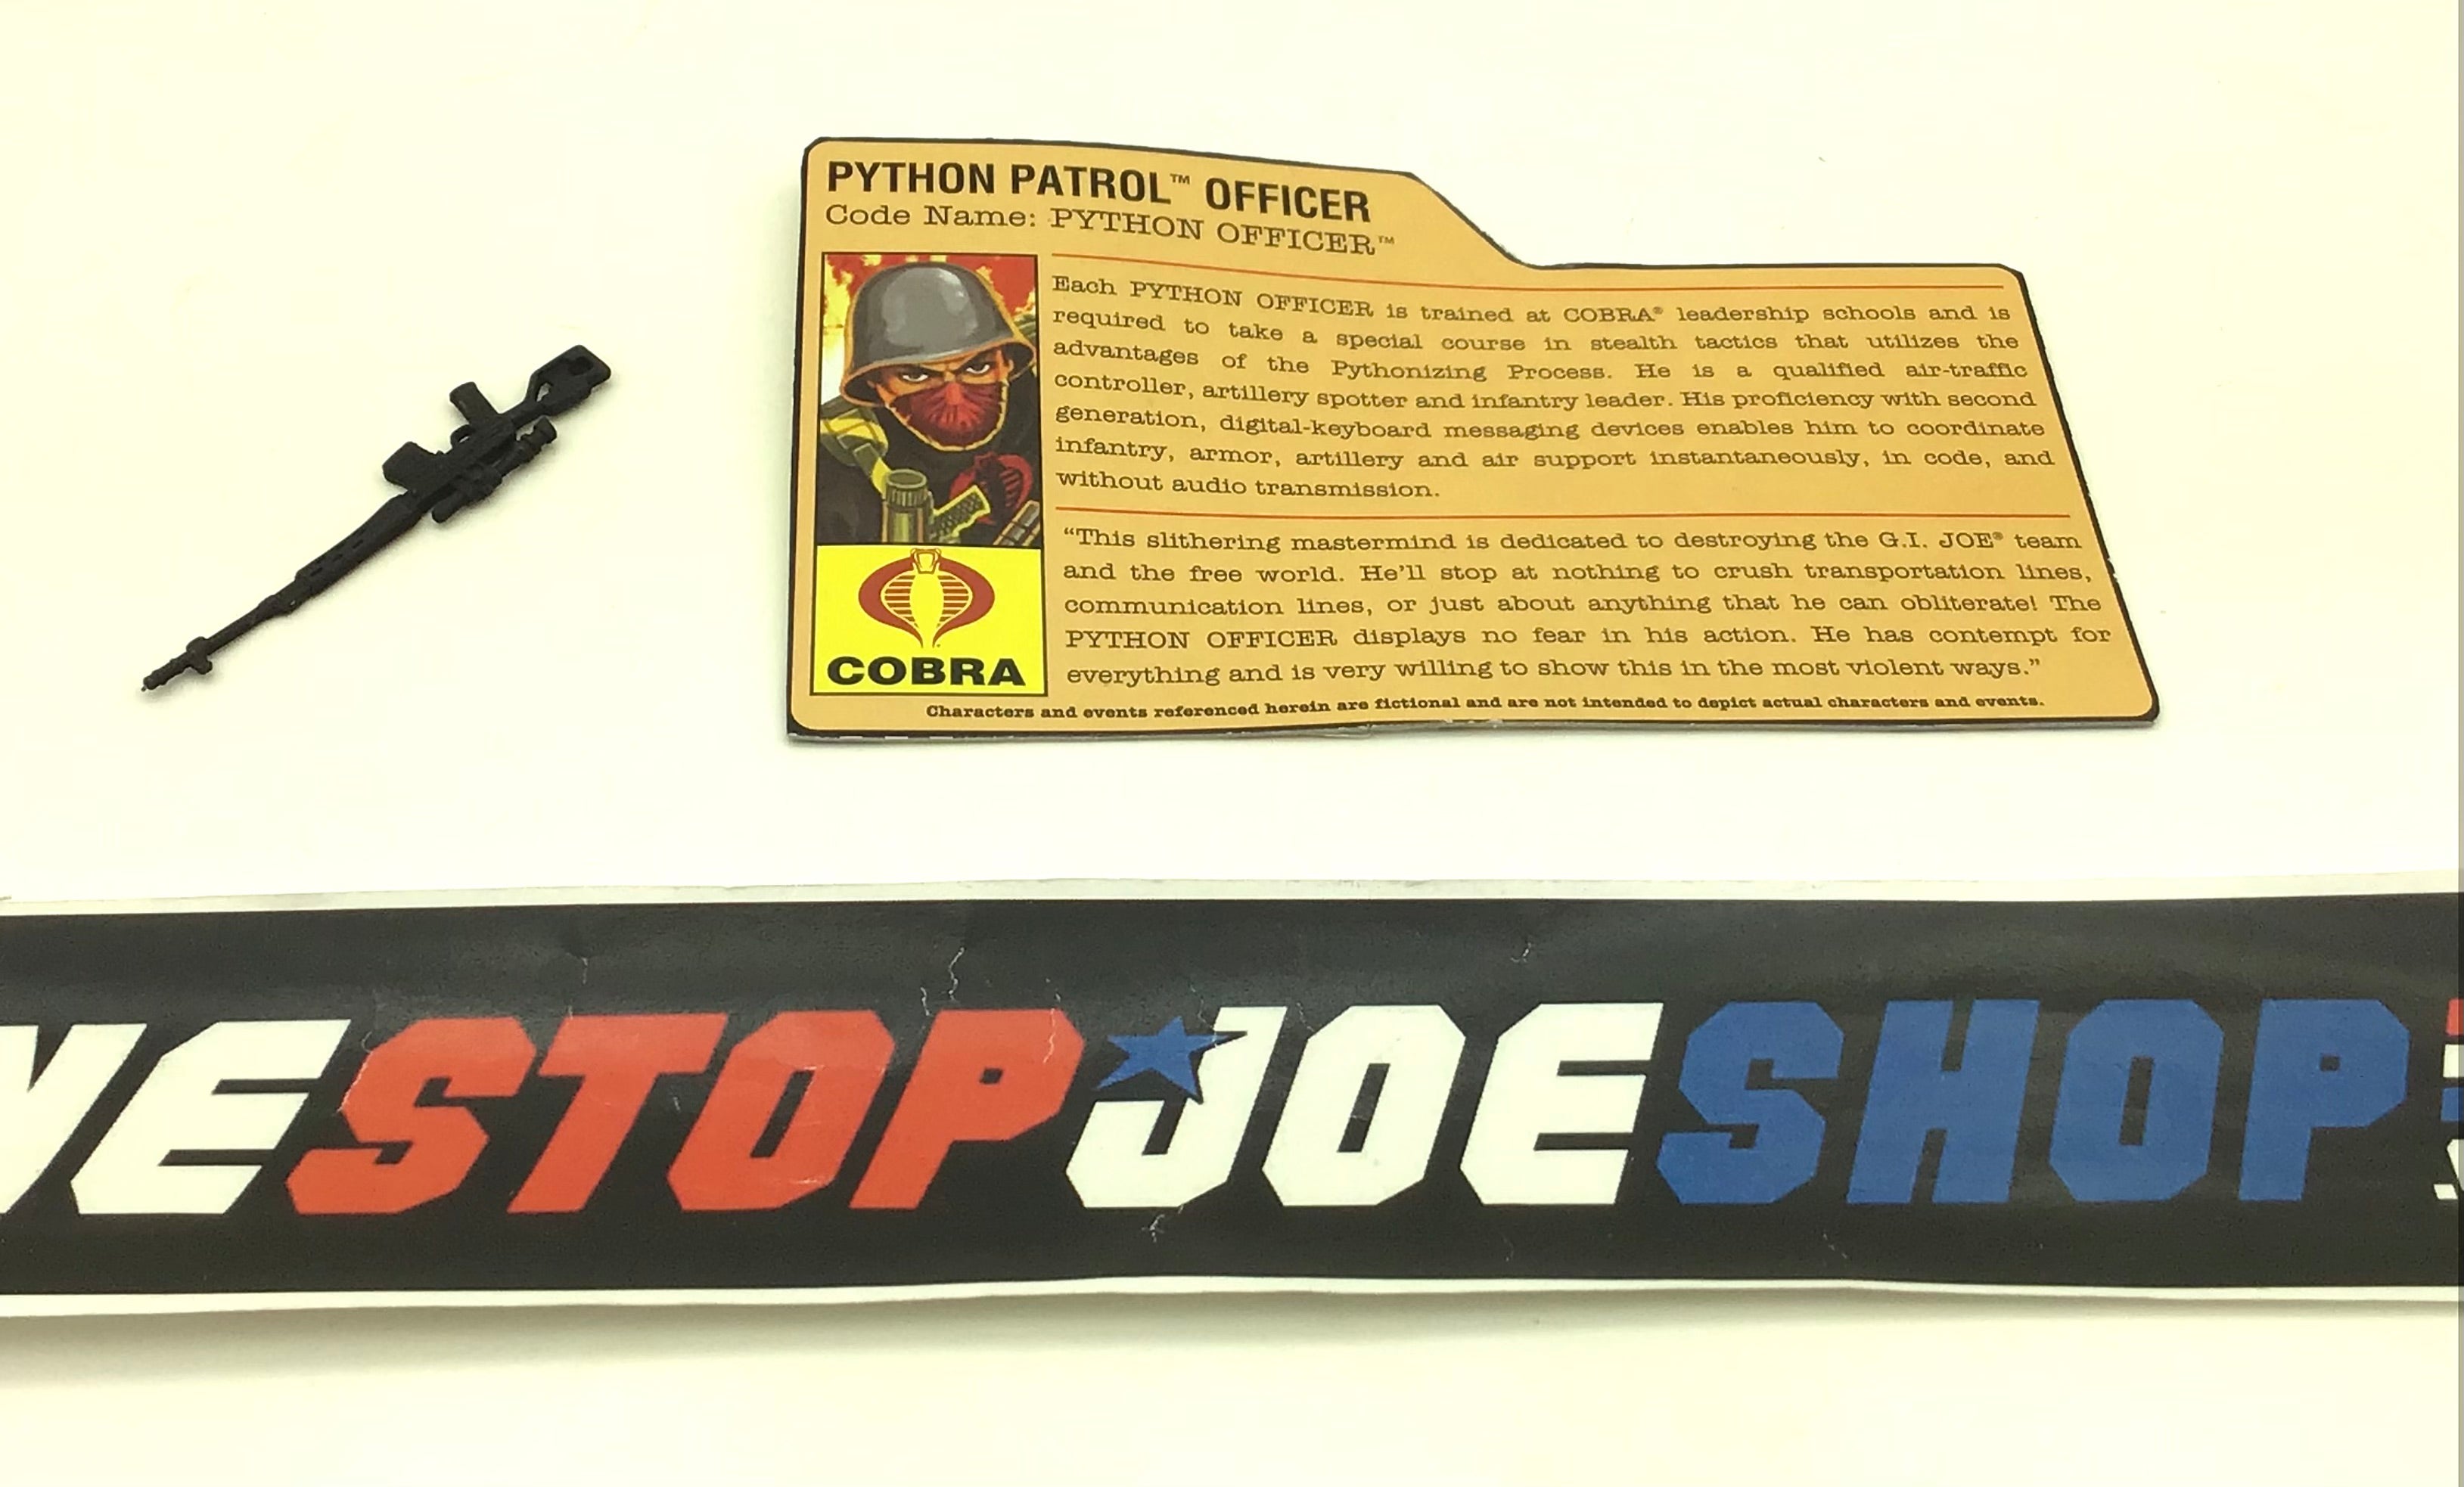 PYTHON PATROL™ OFFICER
Code Name: PYTHON OFFICER™
Each PYTHON OFFICER is trained at COBRA® leadership schools and is
required to take a special course in stealth tactics that utilizes the
advantages of the Pythonizing Process. He is a qualified air-traffic
controller, artillery spotter and infantry leader. His proficiency with second
generation, digital-keyboard messaging devices enables him to coordinate
infantry, armor, artillery and air support instantaneously, in code, and
without audio transmission.
“This slithering mastermind is dedicated to destroying the G.I. JOE® team
and the free world. He’ll stop at nothing to crush transportation lines,
communication lines, or just about anything that he can obliterate! The
PYTHON OFFICER displays no fear in his action. He has contempt for
everything and is very willing to show this in the most violent ways.”
COBRA
Characters and events referenced herein are fictional and are not intended to depict actual characters and events.
NESTOPJOESHOP